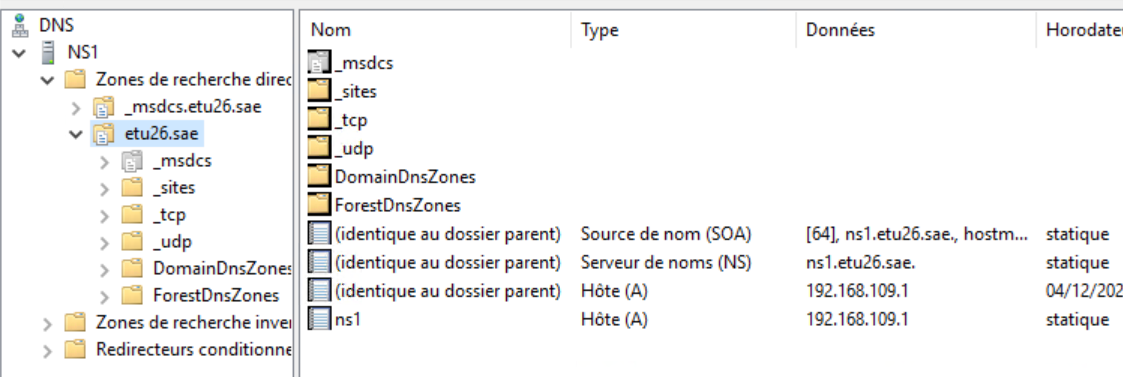 DNS
NS1
Zones de recherche direc
_msdcs.etu26.sae
etu26.sae
_msdcs
_sites
_tcp
_udp
DomainDnsZones
ForestDnsZones
Zones de recherche inver
Redirecteurs conditionne
Nom Type Données Horodate
_msdcs
_sites
_tcp
_udp
DomainDnsZones
ForestDnsZones
(identique au dossier parent) Source de nom (SOA) [64], ns1.etu26.sae., hostm... statique
(identique au dossier parent) Serveur de noms (NS) ns1.etu26.sae. statique
(identique au dossier parent) Hôte (A) 192.168.109.1 04/12/202
ns1 Hôte (A) 192.168.109.1 statique